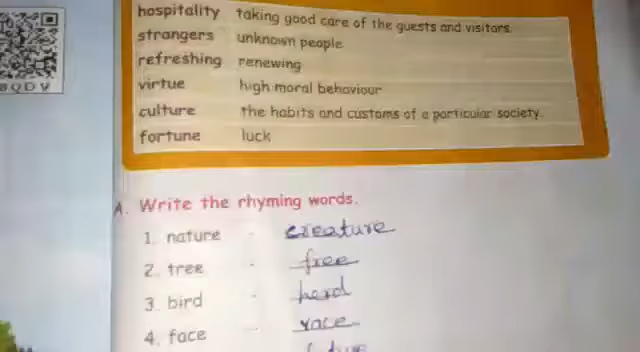 hospitality taking good care of the guests and visitors.
strangers unknown people
refreshing renewing
virtue high moral behaviour
culture the habits and customs of a particular society.
fortune luck
A. Write the rhyming words.
1. nature - creature
2. tree - free
3. bird - herd
4. face - race